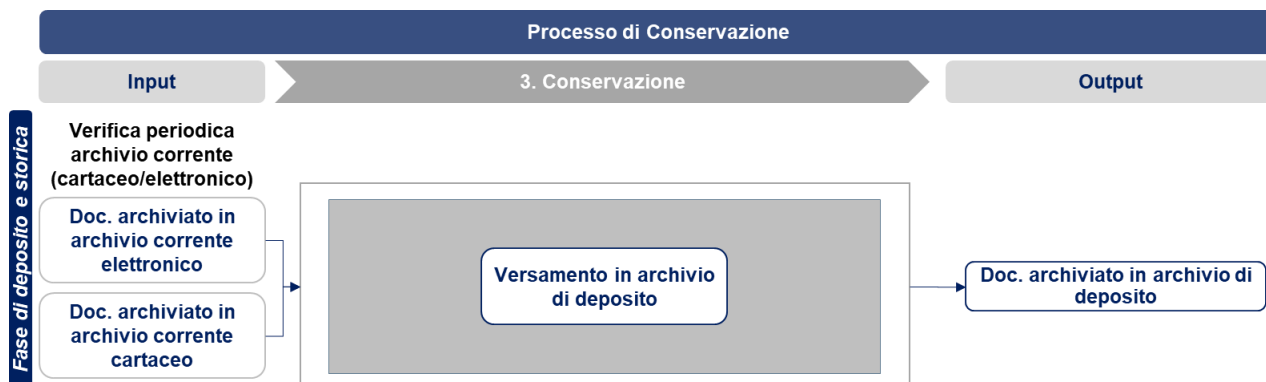 Processo di Conservazione
Input
3. Conservazione
Output
Fase di deposito e storica
Verifica periodica
archivio corrente
(cartaceo/elettronico)
Doc. archiviato in
archivio corrente
elettronico
Doc. archiviato in
archivio corrente
cartaceo
Versamento in archivio
di deposito
Doc. archiviato in archivio di
deposito